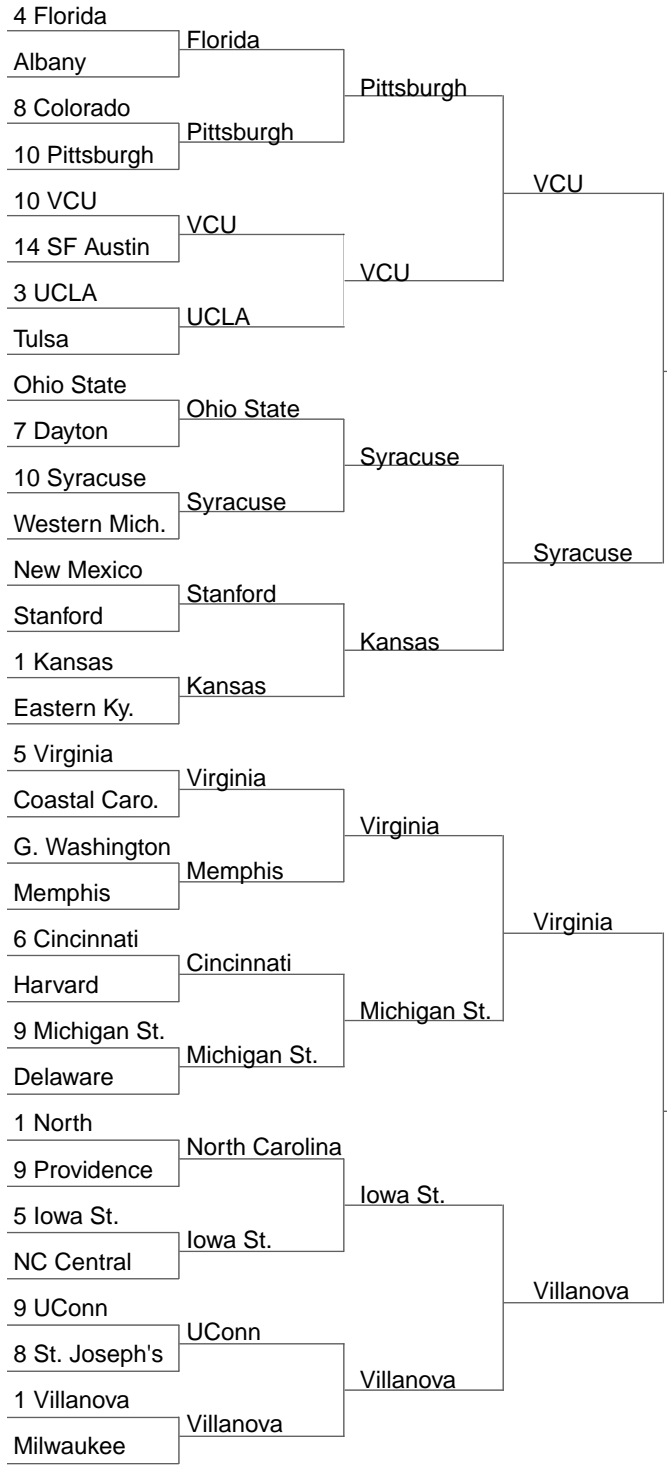 4 Florida
Albany
8 Colorado
10 Pittsburgh
10 VCU
14 SF Austin
3 UCLA
Tulsa
Ohio State
7 Dayton
10 Syracuse
Western Mich.
New Mexico
Stanford
1 Kansas
Eastern Ky.
5 Virginia
Coastal Caro.
G. Washington
Memphis
6 Cincinnati
Harvard
9 Michigan St.
Delaware
1 North
9 Providence
5 Iowa St.
NC Central
9 UConn
8 St. Joseph's
1 Villanova
Milwaukee
Florida
Pittsburgh
VCU
UCLA
Ohio State
Syracuse
Stanford
Kansas
Virginia
Memphis
Cincinnati
Michigan St.
North Carolina
Iowa St.
UConn
Villanova
Pittsburgh
VCU
Syracuse
Kansas
Virginia
Michigan St.
Iowa St.
Villanova
VCU
Syracuse
Virginia
Villanova